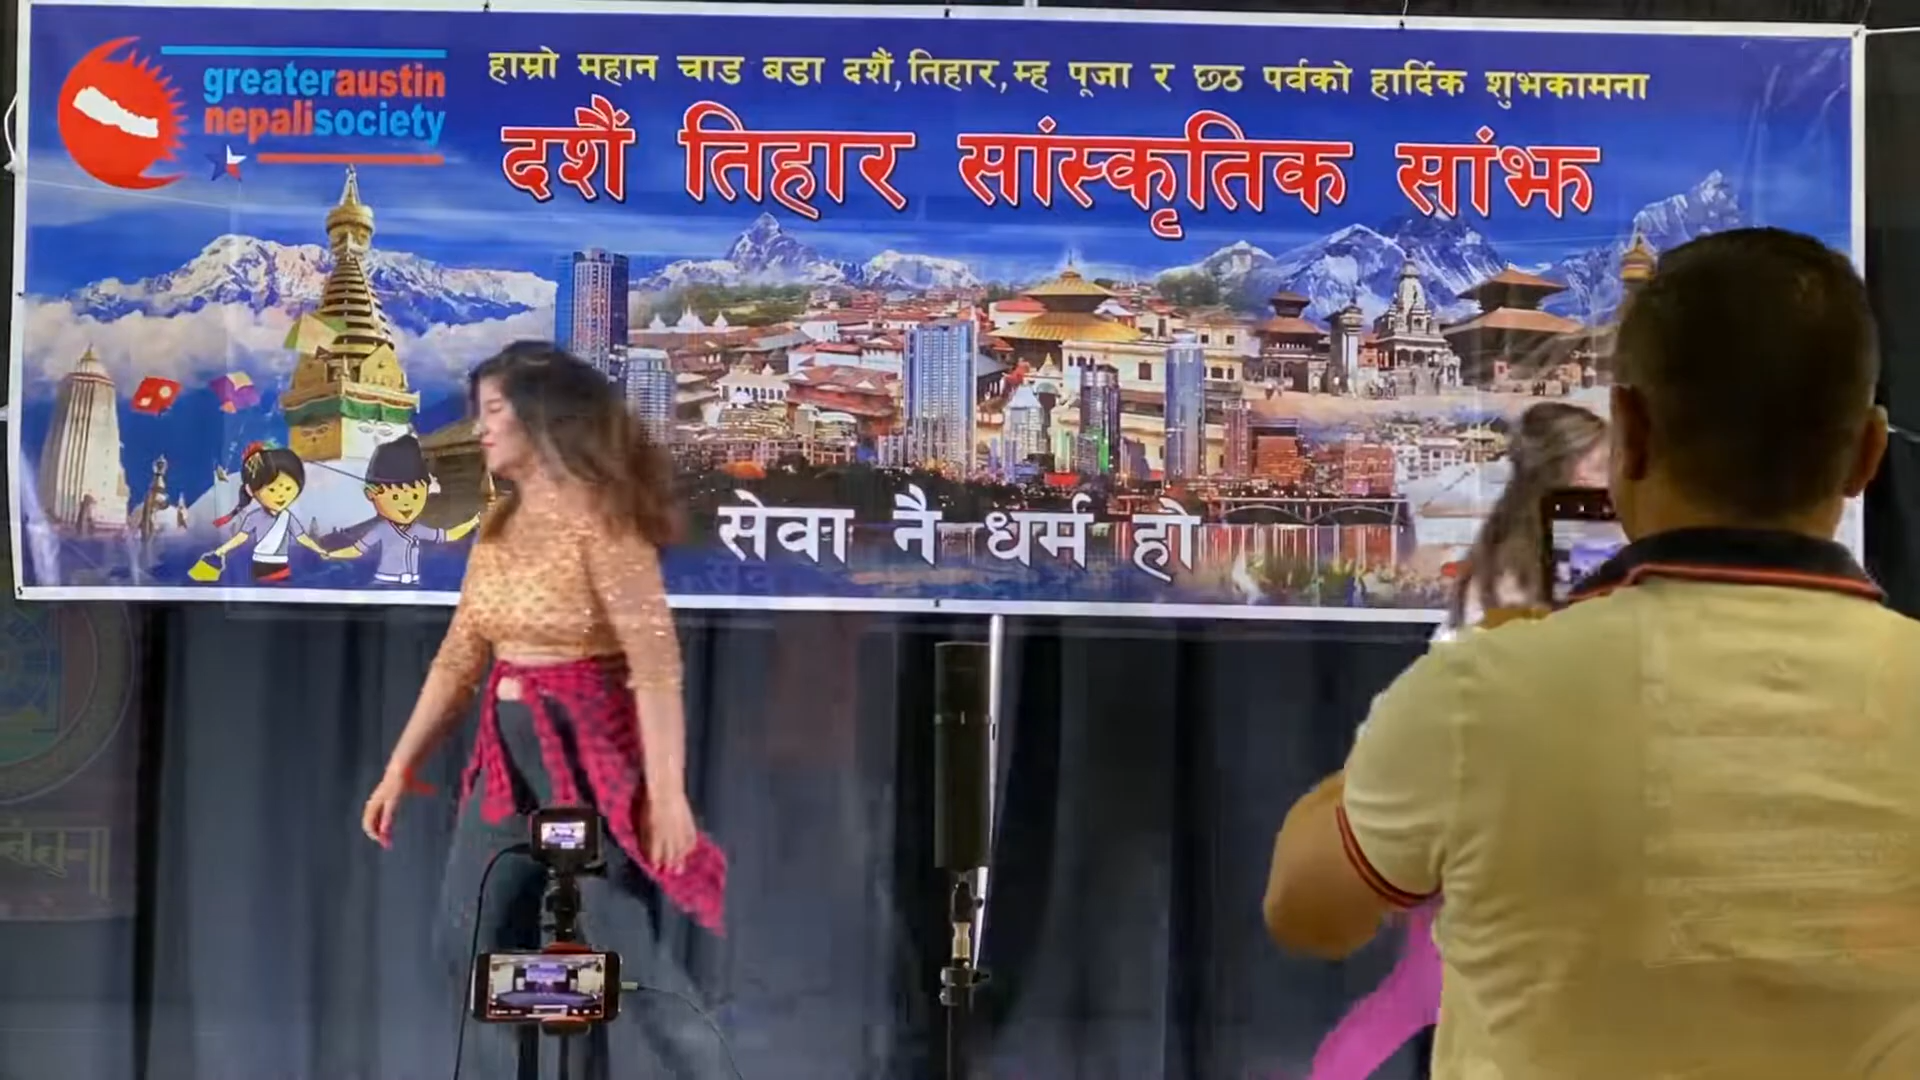 greateraustin
nepalisociety
हाम्रो महान चाड बडा दशैं,तिहार,म्ह पूजा र छठ पर्वको हार्दिक शुभकामना
दशैं तिहार सांस्कृतिक सांझ
सेवा नै धर्म हो